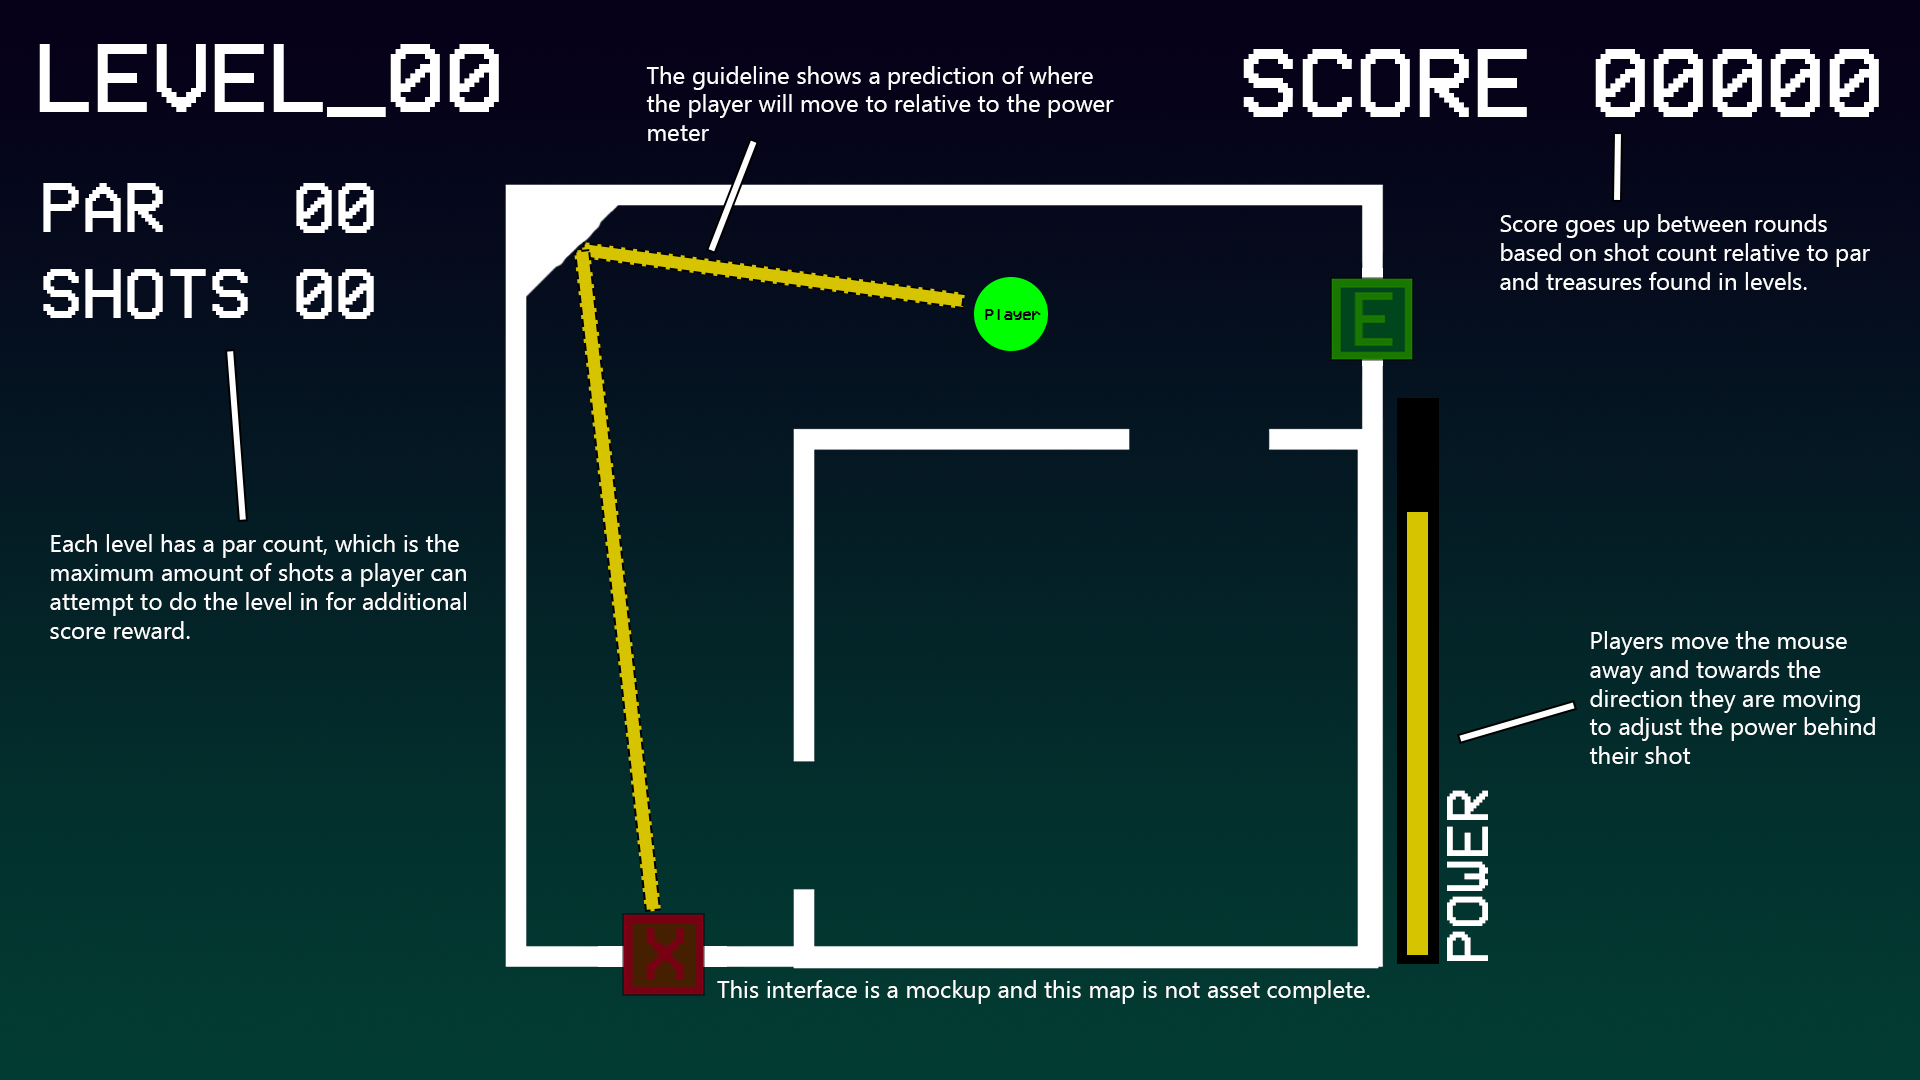 LEVEL_00
The guideline shows a prediction of where
the player will move to relative to the power
meter
SCORE 00000
PAR 00
SHOTS 00
Score goes up between rounds
based on shot count relative to par
and treasures found in levels.
Player
E
Each level has a par count, which is the
maximum amount of shots a player can
attempt to do the level in for additional
score reward.
Players move the mouse
away and towards the
direction they are moving
to adjust the power behind
their shot
POWER
X
This interface is a mockup and this map is not asset complete.